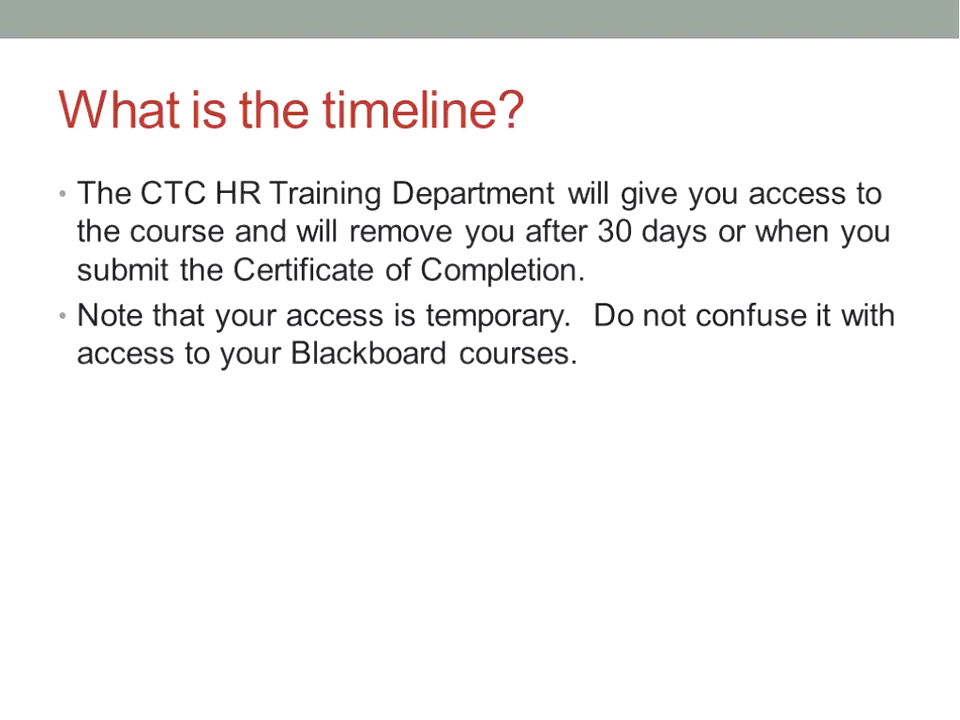 What is the timeline?
• The CTC HR Training Department will give you access to
the course and will remove you after 30 days or when you
submit the Certificate of Completion.
• Note that your access is temporary.  Do not confuse it with
access to your Blackboard courses.